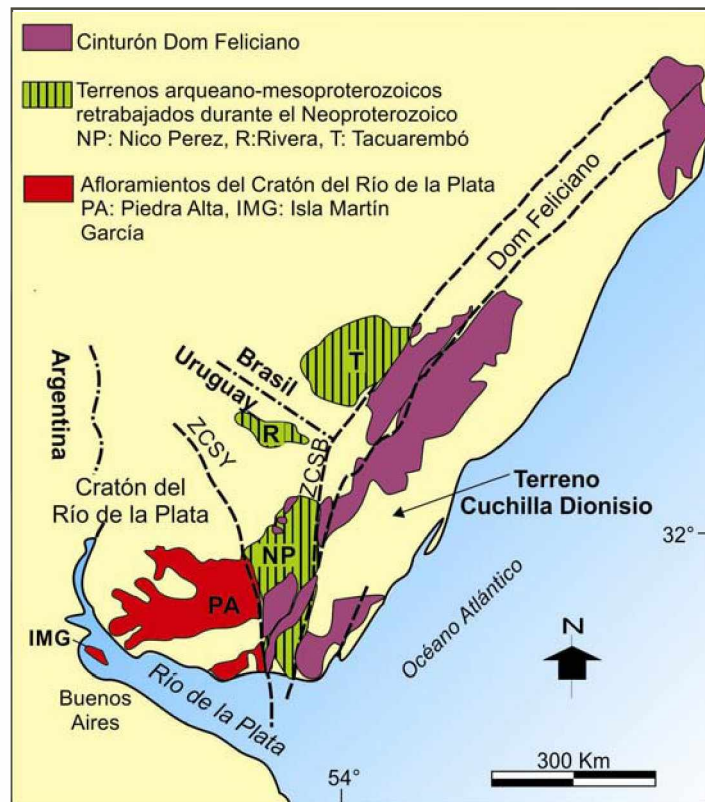 Cinturón Dom Feliciano
Terrenos arqueano-mesoproterozoicos
retrabajados durante el Neoproterozoico
NP: Nico Perez, R:Rivera, T: Tacuarembó
Afloramientos del Cratón del Río de la Plata
PA: Piedra Alta, IMG: Isla Martín
García
Dom Feliciano
Argentina
Brasil
Uruguay
T
R
ZCSY
ZCSB
Cratón del
Río de la Plata
Terreno
Cuchilla Dionisio
32°
NP
PA
IMG
Océano Atlántico
N
Buenos
Aires
Río de la Plata
54°
300 Km